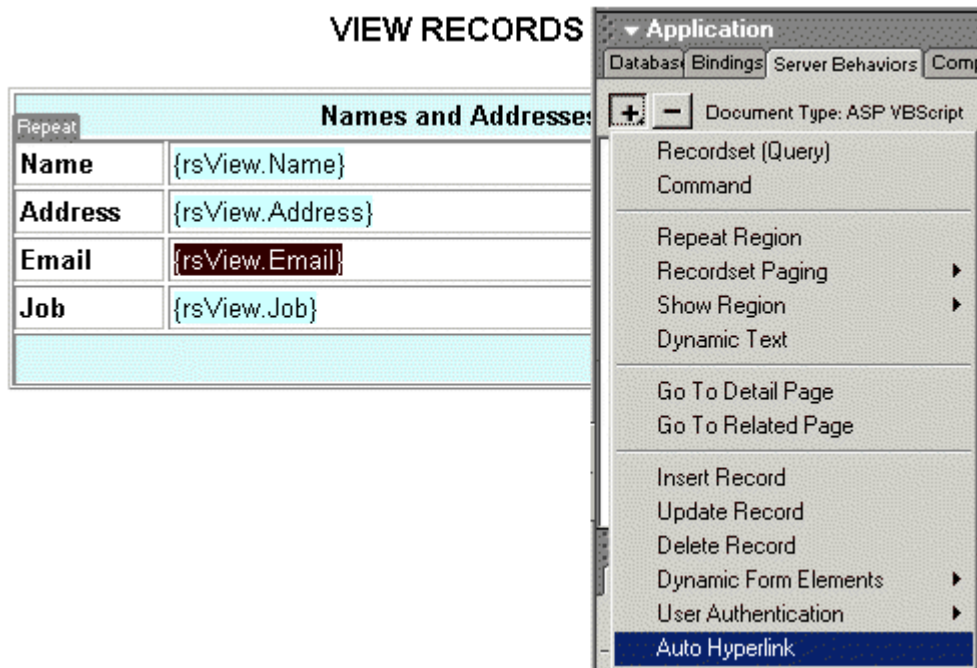 VIEW RECORDS
Names and Addresses
Repeat
Name {rsView.Name}
Address {rsView.Address}
Email {rsView.Email}
Job {rsView.Job}
Application
Databas Bindings Server Behaviors Comp
+ − Document Type: ASP VBScript
Recordset (Query)
Command
Repeat Region
Recordset Paging
Show Region
Dynamic Text
Go To Detail Page
Go To Related Page
Insert Record
Update Record
Delete Record
Dynamic Form Elements
User Authentication
Auto Hyperlink